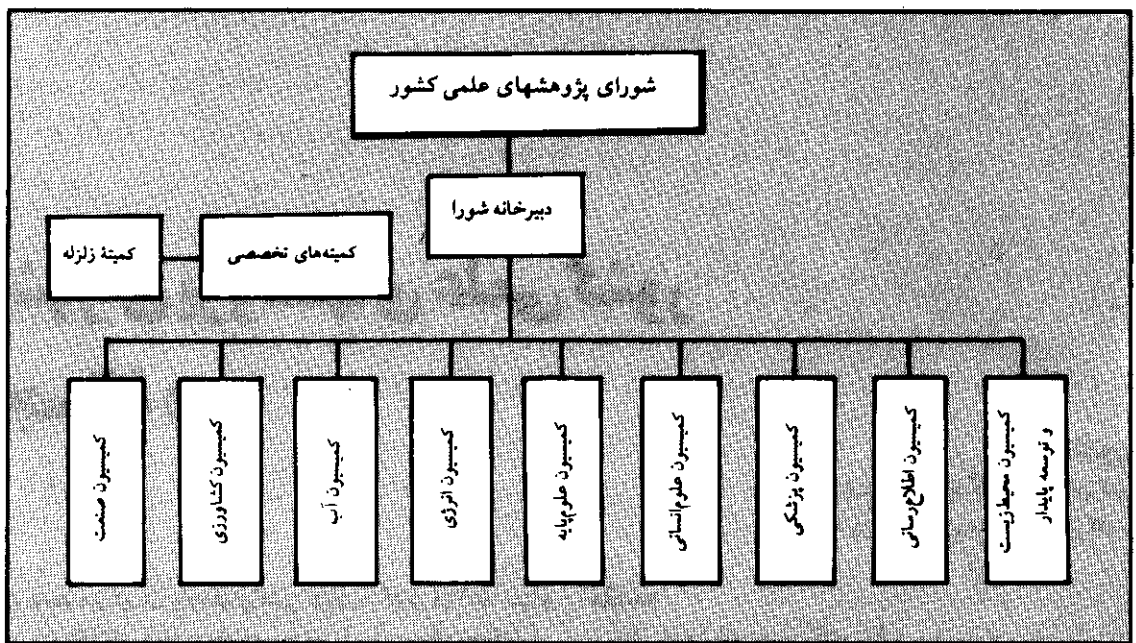 شورای پژوهشهای علمی کشور
دبیرخانه شورا
کمیته‌های تخصصی
کمیتهٔ زلزله
کمیسیون محیط‌زیست
و توسعه پایدار
کمیسیون اطلاع‌رسانی
کمیسیون پزشکی
کمیسیون علوم‌انسانی
کمیسیون علوم‌پایه
کمیسیون انرژی
کمیسیون آب
کمیسیون کشاورزی
کمیسیون صنعت